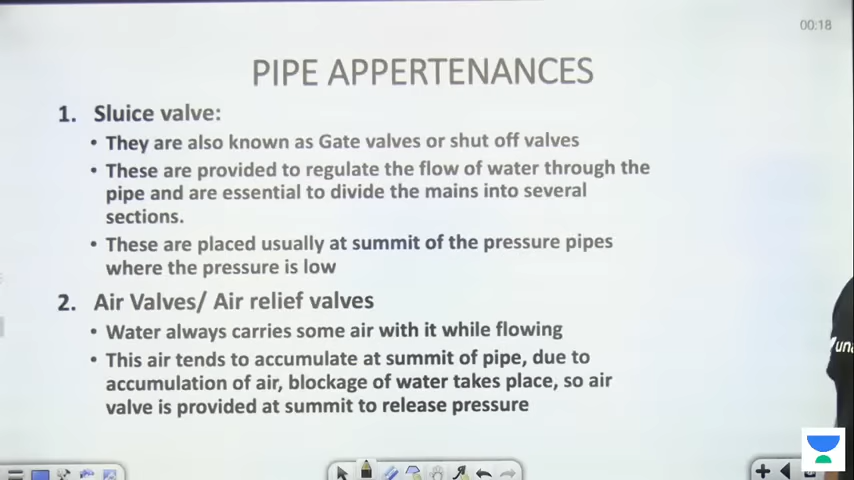 00:18
PIPE APPERTENANCES
1. Sluice valve:
• They are also known as Gate valves or shut off valves
• These are provided to regulate the flow of water through the
pipe and are essential to divide the mains into several
sections.
• These are placed usually at summit of the pressure pipes
where the pressure is low
2. Air Valves/ Air relief valves
• Water always carries some air with it while flowing
• This air tends to accumulate at summit of pipe, due to
accumulation of air, blockage of water takes place, so air
valve is provided at summit to release pressure
una